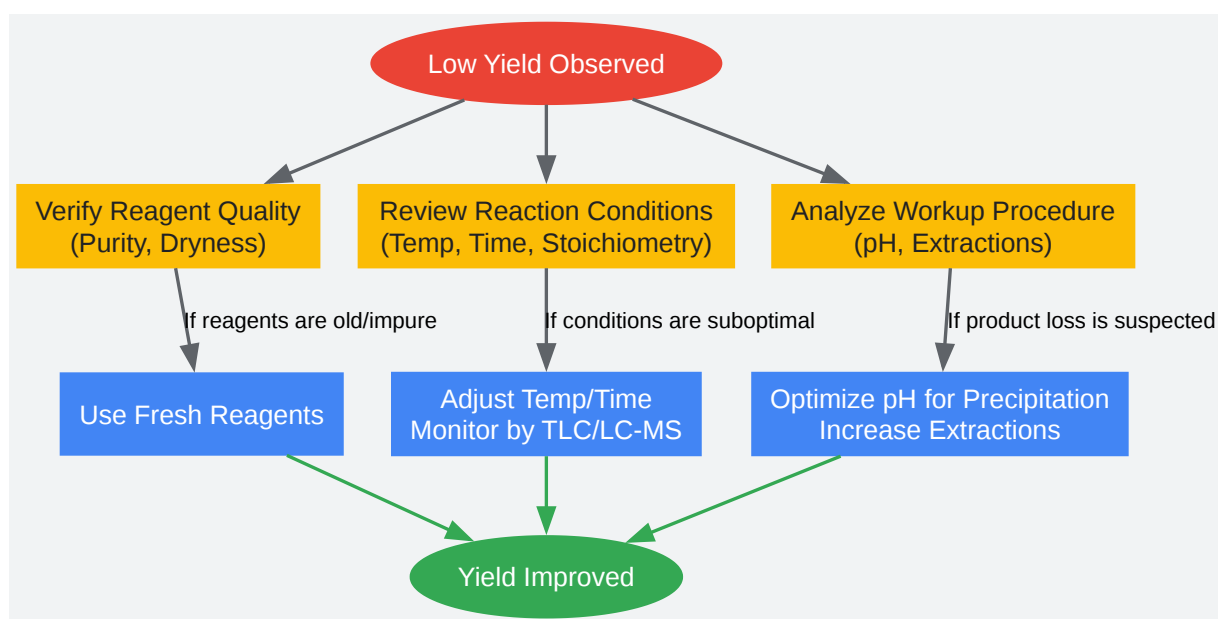 Low Yield Observed
Verify Reagent Quality
(Purity, Dryness)
Review Reaction Conditions
(Temp, Time, Stoichiometry)
Analyze Workup Procedure
(pH, Extractions)
If reagents are old/impure
If conditions are suboptimal
If product loss is suspected
Use Fresh Reagents
Adjust Temp/Time
Monitor by TLC/LC-MS
Optimize pH for Precipitation
Increase Extractions
Yield Improved